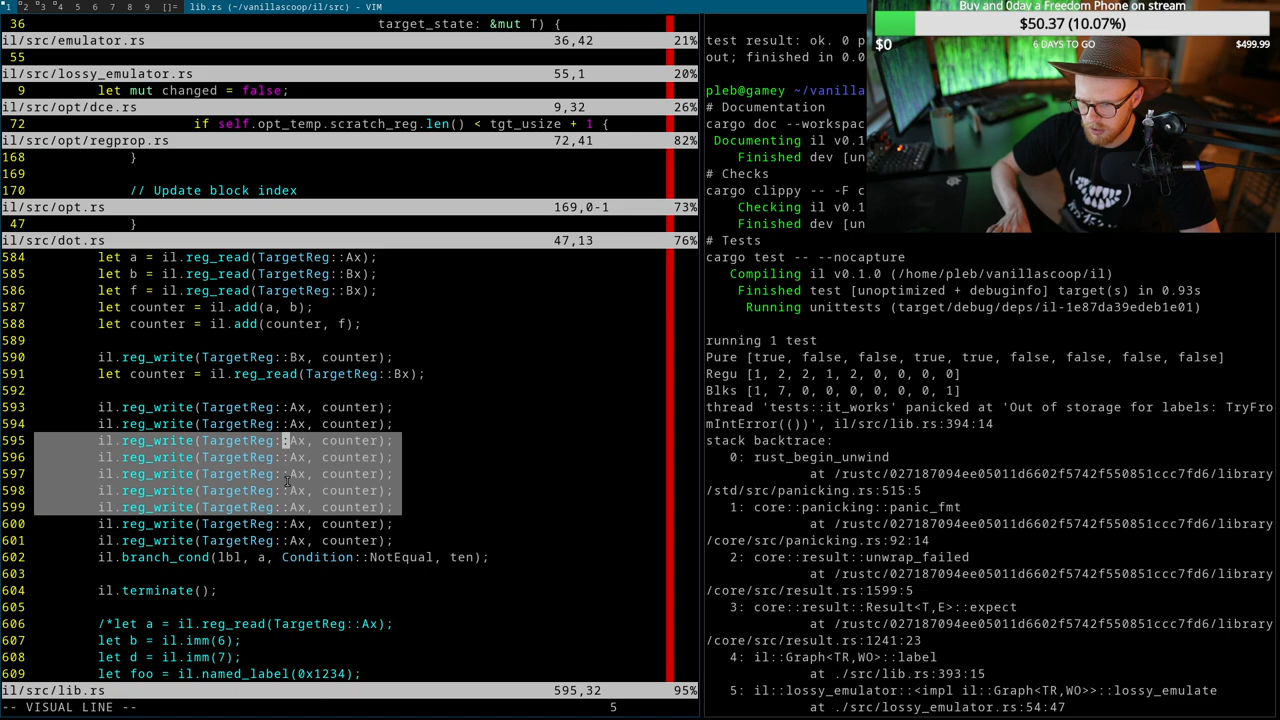 1 2 3 4 5 6 7 8 9 []= lib.rs (~/vanillascoop/il/src) - VIM
36 target_state: &mut T) {
il/src/emulator.rs 36,42 21%
55
il/src/lossy_emulator.rs 55,1 20%
9 let mut changed = false;
il/src/opt/dce.rs 9,32 26%
72 if self.opt_temp.scratch_reg.len() < tgt_usize + 1 {
il/src/opt/regprop.rs 72,41 82%
168 }
169
170 // Update block index
il/src/opt.rs 169,0-1 73%
47 }
il/src/dot.rs 47,13 76%
584 let a = il.reg_read(TargetReg::Ax);
585 let b = il.reg_read(TargetReg::Bx);
586 let f = il.reg_read(TargetReg::Bx);
587 let counter = il.add(a, b);
588 let counter = il.add(counter, f);
589
590 il.reg_write(TargetReg::Bx, counter);
591 let counter = il.reg_read(TargetReg::Bx);
592
593 il.reg_write(TargetReg::Ax, counter);
594 il.reg_write(TargetReg::Ax, counter);
595 il.reg_write(TargetReg::Ax, counter);
596 il.reg_write(TargetReg::Ax, counter);
597 il.reg_write(TargetReg::Ax, counter);
598 il.reg_write(TargetReg::Ax, counter);
599 il.reg_write(TargetReg::Ax, counter);
600 il.reg_write(TargetReg::Ax, counter);
601 il.reg_write(TargetReg::Ax, counter);
602 il.branch_cond(lbl, a, Condition::NotEqual, ten);
603
604 il.terminate();
605
606 /*let a = il.reg_read(TargetReg::Ax);
607 let b = il.imm(6);
608 let d = il.imm(7);
609 let foo = il.named_label(0x1234);
il/src/lib.rs 595,32 95%
-- VISUAL LINE -- 5
test result: ok. 0 p
out; finished in 0.0
pleb@gamey ~/vanilla
# Documentation
cargo doc --workspac
Documenting il v0.1
Finished dev [un
# Checks
cargo clippy -- -F c
Checking il v0.1
Finished dev [un
# Tests
cargo test -- --nocapture
Compiling il v0.1.0 (/home/pleb/vanillascoop/il)
Finished test [unoptimized + debuginfo] target(s) in 0.93s
Running unittests (target/debug/deps/il-1e87da39edeb1e01)
running 1 test
Pure [true, false, false, true, true, false, false, false, false]
Regu [1, 2, 2, 1, 2, 0, 0, 0, 0]
Blks [1, 7, 0, 0, 0, 0, 0, 0, 1]
thread 'tests::it_works' panicked at 'Out of storage for labels: TryFro
mIntError(())', il/src/lib.rs:394:14
stack backtrace:
0: rust_begin_unwind
at /rustc/027187094ee05011d6602f5742f550851ccc7fd6/library
/std/src/panicking.rs:515:5
1: core::panicking::panic_fmt
at /rustc/027187094ee05011d6602f5742f550851ccc7fd6/library
/core/src/panicking.rs:92:14
2: core::result::unwrap_failed
at /rustc/027187094ee05011d6602f5742f550851ccc7fd6/library
/core/src/result.rs:1599:5
3: core::result::Result<T,E>::expect
at /rustc/027187094ee05011d6602f5742f550851ccc7fd6/library
/core/src/result.rs:1241:23
4: il::Graph<TR,WO>::label
at ./src/lib.rs:393:15
5: il::lossy_emulator::<impl il::Graph<TR,WO>>::lossy_emulate
at ./src/lossy_emulator.rs:54:47
Buy and 0day a Freedom Phone on stream
$50.37 (10.07%)
$0 6 DAYS TO GO $499.99